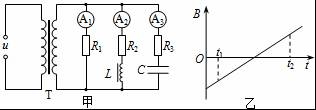 A₁ A₂ A₃
u R₁ R₂ R₃
L C
T 甲
B
O t₁ t₂ t
乙